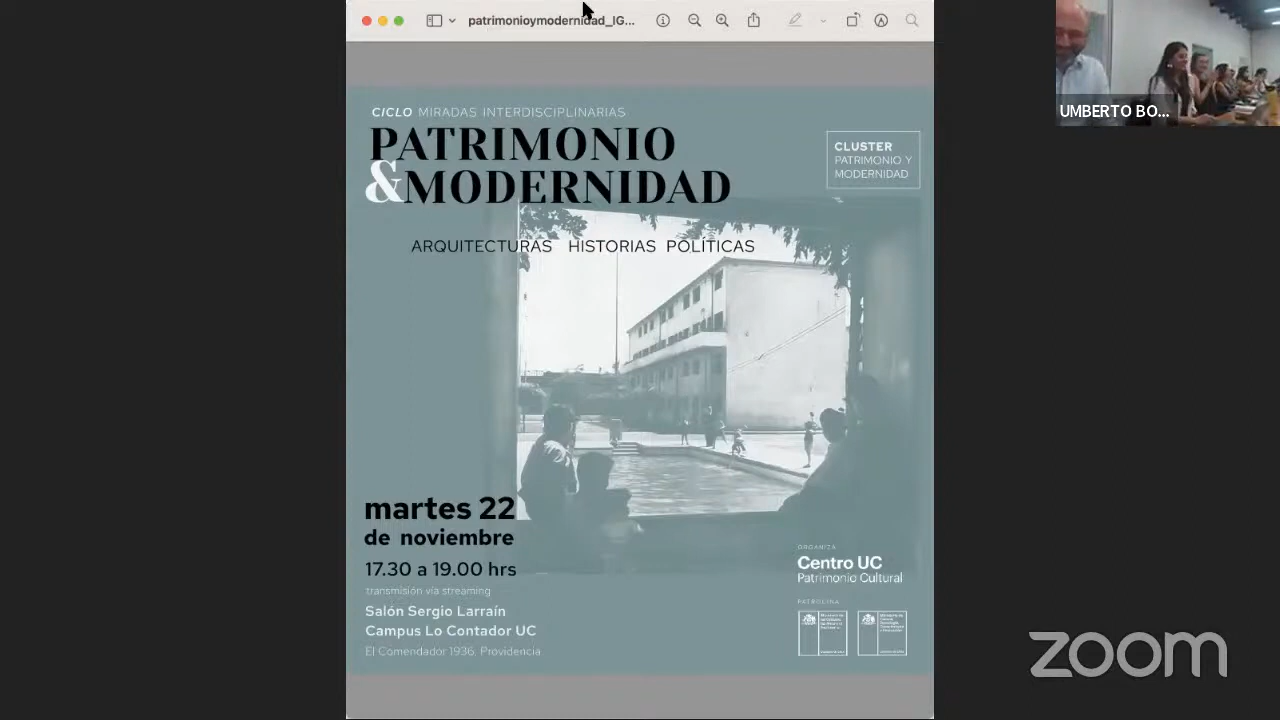 patrimonioymodernidad_IG...
UMBERTO BO...
CICLO MIRADAS INTERDISCIPLINARIAS
PATRIMONIO
&MODERNIDAD
CLUSTER
PATRIMONIO Y
MODERNIDAD
ARQUITECTURAS HISTORIAS POLÍTICAS
martes 22
de noviembre
17.30 a 19.00 hrs
transmisión vía streaming
Salón Sergio Larraín
Campus Lo Contador UC
El Comendador 1936. Providencia
ORGANIZA
Centro UC
Patrimonio Cultural
PATROCINA
zoom